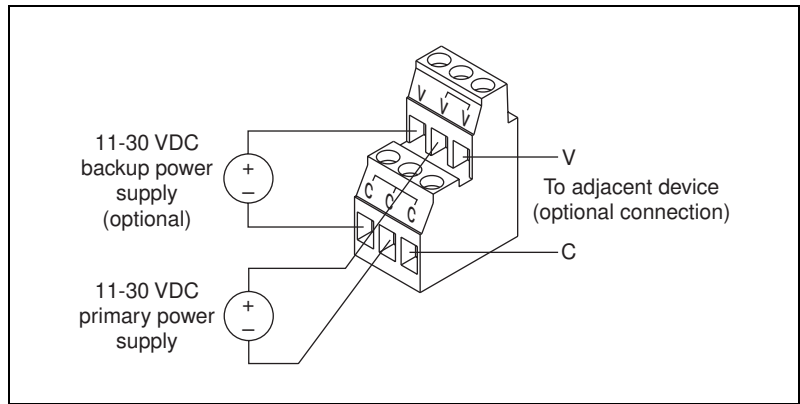 V V V
11-30 VDC
backup power
supply
(optional)
+
–
V
To adjacent device
(optional connection)
C C C
C
11-30 VDC
primary power
supply
+
–